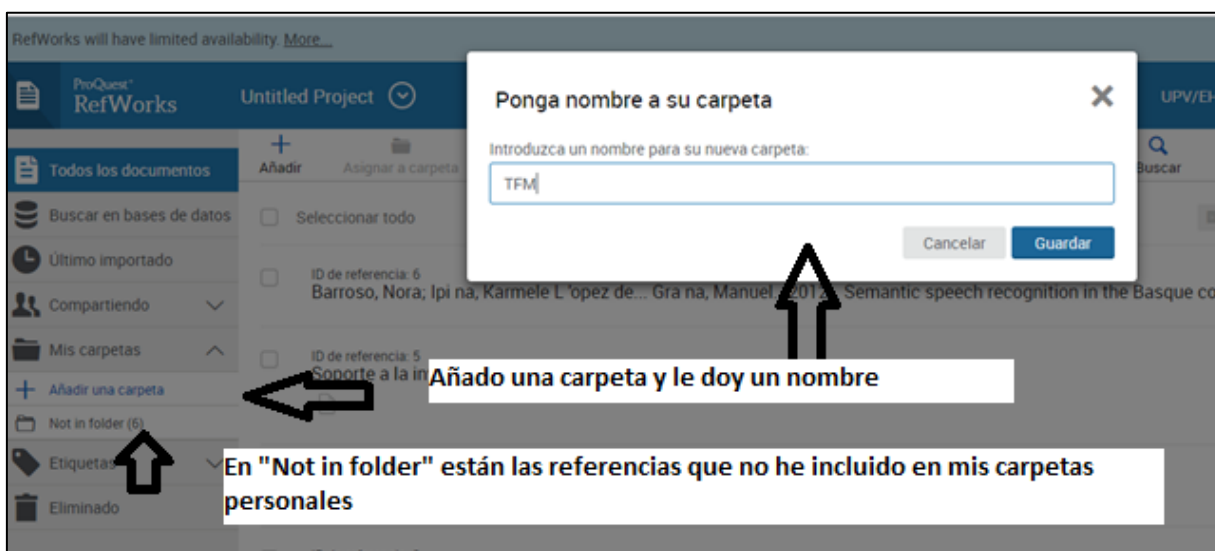 RefWorks will have limited availability. More...
ProQuest
RefWorks
Untitled Project
UPV/EH
Ponga nombre a su carpeta
Introduzca un nombre para su nueva carpeta:
TFM
Cancelar
Guardar
Todos los documentos
Buscar en bases de datos
Último importado
Compartiendo
Mis carpetas
Añadir una carpeta
Not in folder (6)
Etiquetas
Eliminado
Añadir
Asignar a carpeta
Buscar
Seleccionar todo
ID de referencia: 6
Barroso, Nora; Ipi na, Karmele L 'opez de... Gra na, Manuel 2012 Semantic speech recognition in the Basque co
ID de referencia: 5
Soporte a la in
Añado una carpeta y le doy un nombre
En "Not in folder" están las referencias que no he incluido en mis carpetas
personales